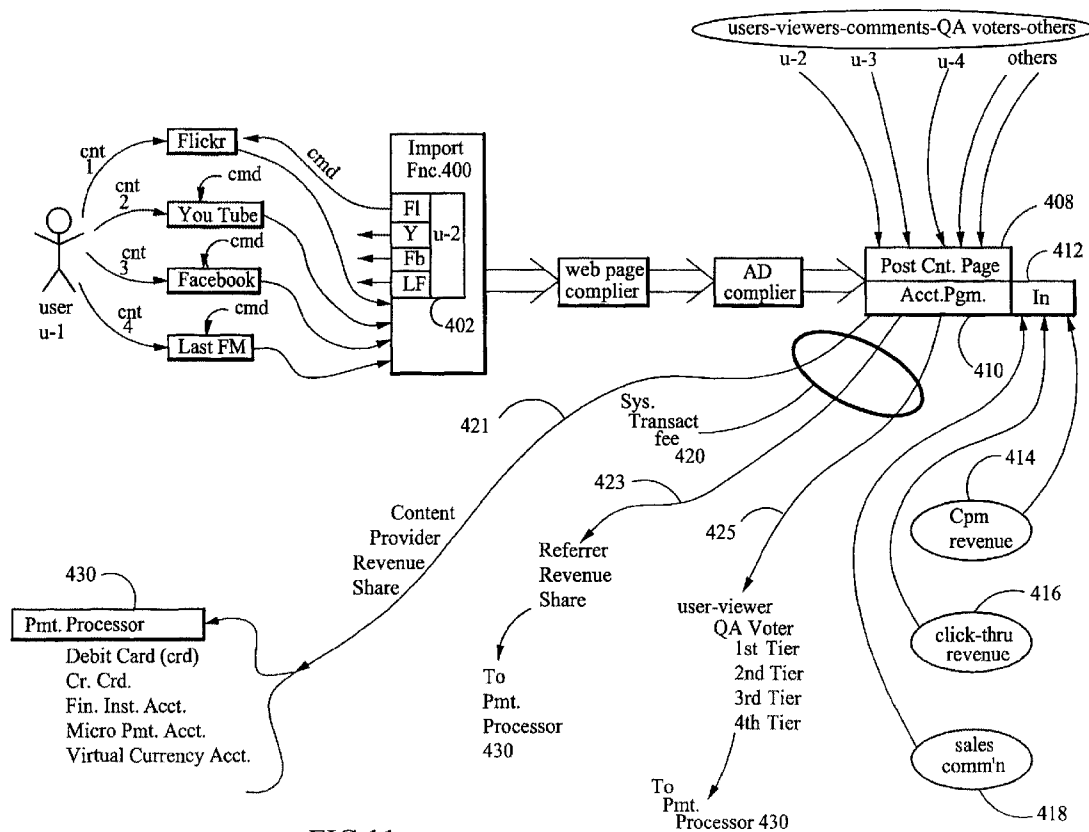 users-viewers-comments-QA voters-others
u-2
u-3
u-4
others
cnt
1
Flickr
cmd
Import
Fnc.400
cnt
2
cmd
You Tube
Fl
Y
Fb
LF
u-2
402
cnt
3
cmd
Facebook
user
u-1
cnt
4
cmd
Last FM
web page
complier
AD
complier
408
Post Cnt. Page
412
Acct.Pgm.
In
410
421
Sys.
Transact
fee
420
423
425
414
Cpm
revenue
Content
Provider
Revenue
Share
Referrer
Revenue
Share
430
Pmt. Processor
Debit Card (crd)
Cr. Crd.
Fin. Inst. Acct.
Micro Pmt. Acct.
Virtual Currency Acct.
To
Pmt.
Processor
430
user-viewer
QA Voter
1st Tier
2nd Tier
3rd Tier
4th Tier
416
click-thru
revenue
To
Pmt.
Processor 430
sales
comm'n
418